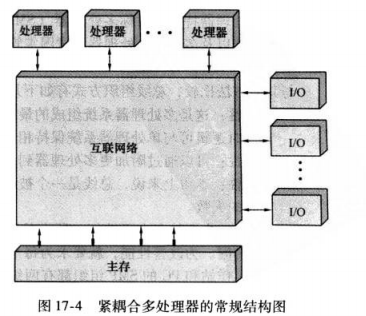 处理器 处理器 ··· 处理器
互联网络
I/O
I/O
⋮
I/O
主存
图 17-4 紧耦合多处理器的常规结构图